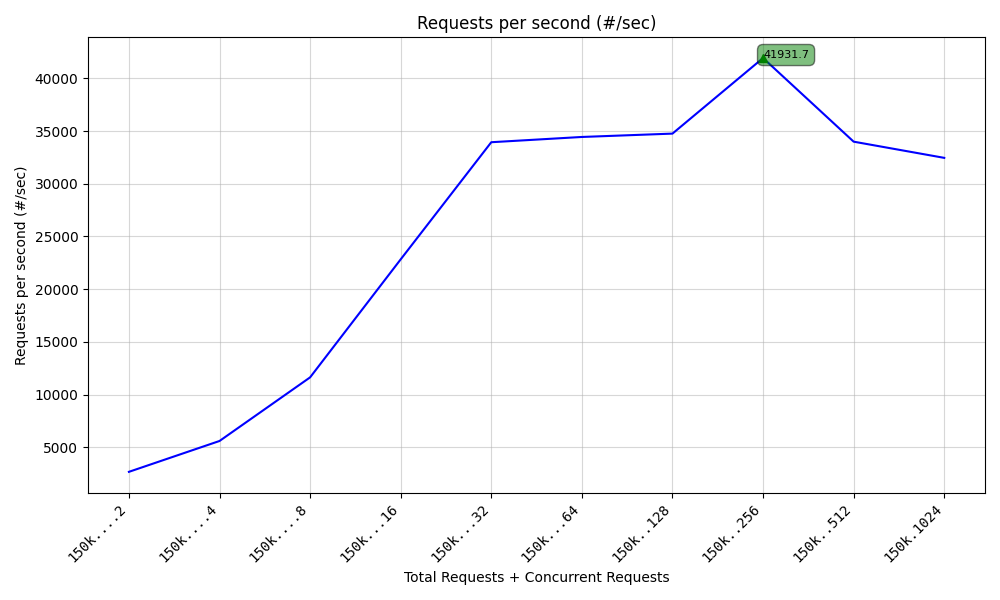 Requests per second (#/sec)
41931.7
40000
35000
30000
25000
20000
15000
10000
5000
Requests per second (#/sec)
150k....2
150k....4
150k....8
150k...16
150k...32
150k...64
150k..128
150k..256
150k..512
150k.1024
Total Requests + Concurrent Requests